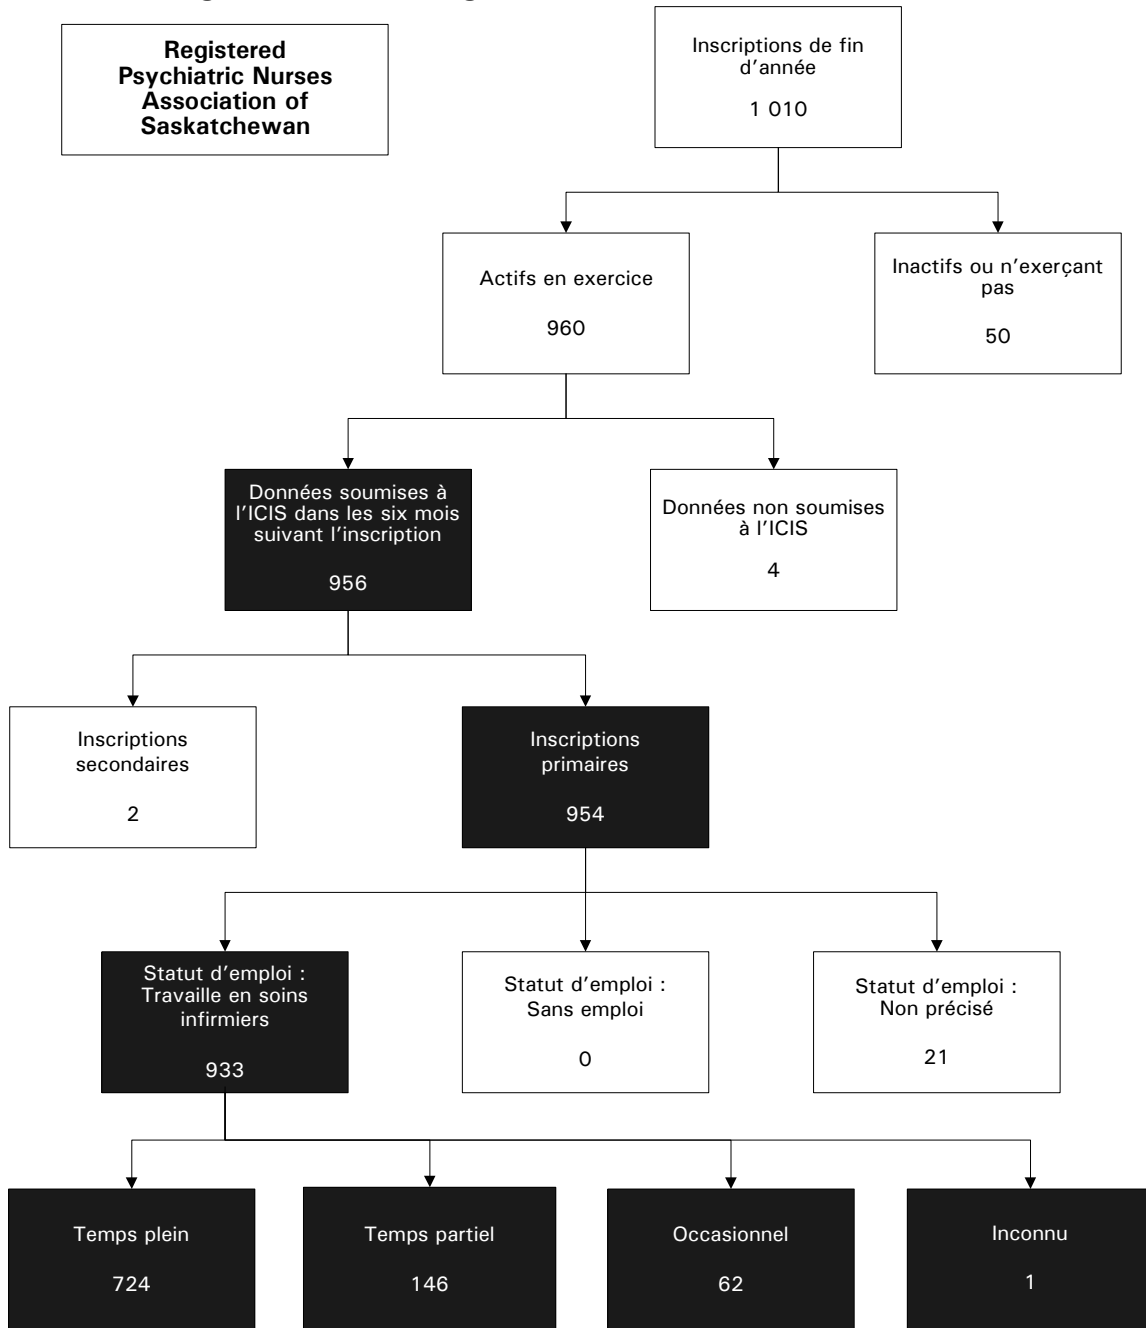 Registered
Psychiatric Nurses
Association of
Saskatchewan
Inscriptions de fin
d'année
1 010
Actifs en exercice
960
Inactifs ou n'exerçant
pas
50
Données soumises à
l'ICIS dans les six mois
suivant l'inscription
956
Données non soumises
à l'ICIS
4
Inscriptions
secondaires
2
Inscriptions
primaires
954
Statut d'emploi :
Travaille en soins
infirmiers
933
Statut d'emploi :
Sans emploi
0
Statut d'emploi :
Non précisé
21
Temps plein
724
Temps partiel
146
Occasionnel
62
Inconnu
1